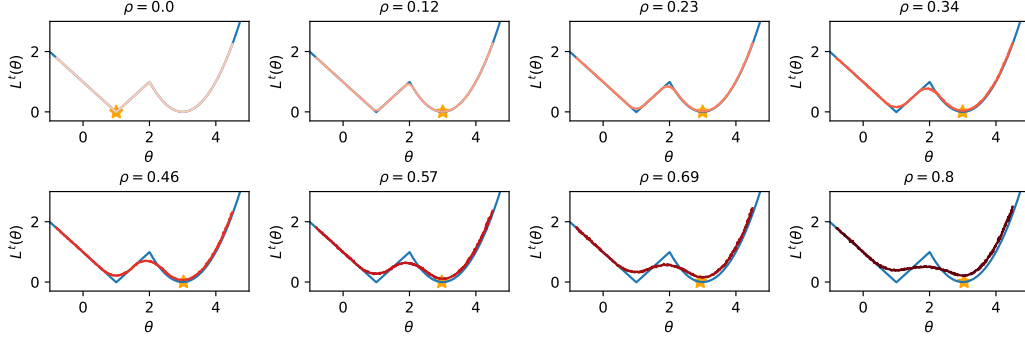 ρ = 0.0 ρ = 0.12 ρ = 0.23 ρ = 0.34
L^t(θ) 2 0 L^t(θ) 2 0 L^t(θ) 2 0 L^t(θ) 2 0
0 2 4 0 2 4 0 2 4 0 2 4
θ θ θ θ
ρ = 0.46 ρ = 0.57 ρ = 0.69 ρ = 0.8
L^t(θ) 2 0 L^t(θ) 2 0 L^t(θ) 2 0 L^t(θ) 2 0
0 2 4 0 2 4 0 2 4 0 2 4
θ θ θ θ